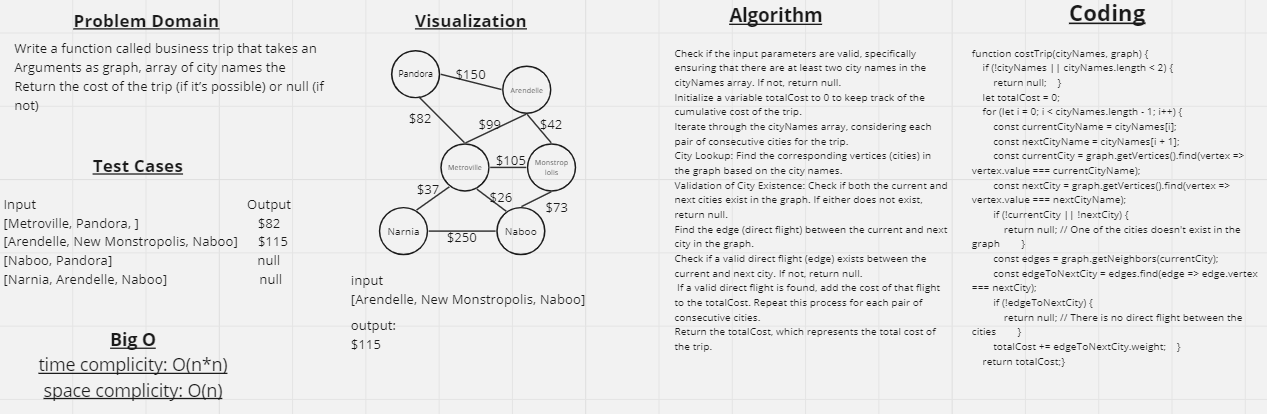 Problem Domain
Write a function called business trip that takes an
Arguments as graph, array of city names the
Return the cost of the trip (if it's possible) or null (if
not)
Test Cases
Input Output
[Metroville, Pandora, ] $82
[Arendelle, New Monstropolis, Naboo] $115
[Naboo, Pandora] null
[Narnia, Arendelle, Naboo] null
Big O
time complicity: O(n*n)
space complicity: O(n)
Visualization
Pandora
$150
Arendelle
$82
$99
$42
Metroville
$105
Monstrop
lolis
$37
$26
$73
Narnia
$250
Naboo
input
[Arendelle, New Monstropolis, Naboo]
output:
$115
Algorithm
Check if the input parameters are valid, specifically
ensuring that there are at least two city names in the
cityNames array. If not, return null.
Initialize a variable totalCost to 0 to keep track of the
cumulative cost of the trip.
Iterate through the cityNames array, considering each
pair of consecutive cities for the trip.
City Lookup: Find the corresponding vertices (cities) in
the graph based on the city names.
Validation of City Existence: Check if both the current and
next cities exist in the graph. If either does not exist,
return null.
Find the edge (direct flight) between the current and next
city in the graph.
Check if a valid direct flight (edge) exists between the
current and next city. If not, return null.
If a valid direct flight is found, add the cost of that flight
to the totalCost. Repeat this process for each pair of
consecutive cities.
Return the totalCost, which represents the total cost of
the trip.
Coding
function costTrip(cityNames, graph) {
if (!cityNames || cityNames.length < 2) {
return null; }
let totalCost = 0;
for (let i = 0; i < cityNames.length - 1; i++) {
const currentCityName = cityNames[i];
const nextCityName = cityNames[i + 1];
const currentCity = graph.getVertices().find(vertex =>
vertex.value === currentCityName);
const nextCity = graph.getVertices().find(vertex =>
vertex.value === nextCityName);
if (!currentCity || !nextCity) {
return null; // One of the cities doesn't exist in the
graph }
const edges = graph.getNeighbors(currentCity);
const edgeToNextCity = edges.find(edge => edge.vertex
=== nextCity);
if (!edgeToNextCity) {
return null; // There is no direct flight between the
cities }
totalCost += edgeToNextCity.weight; }
return totalCost;}